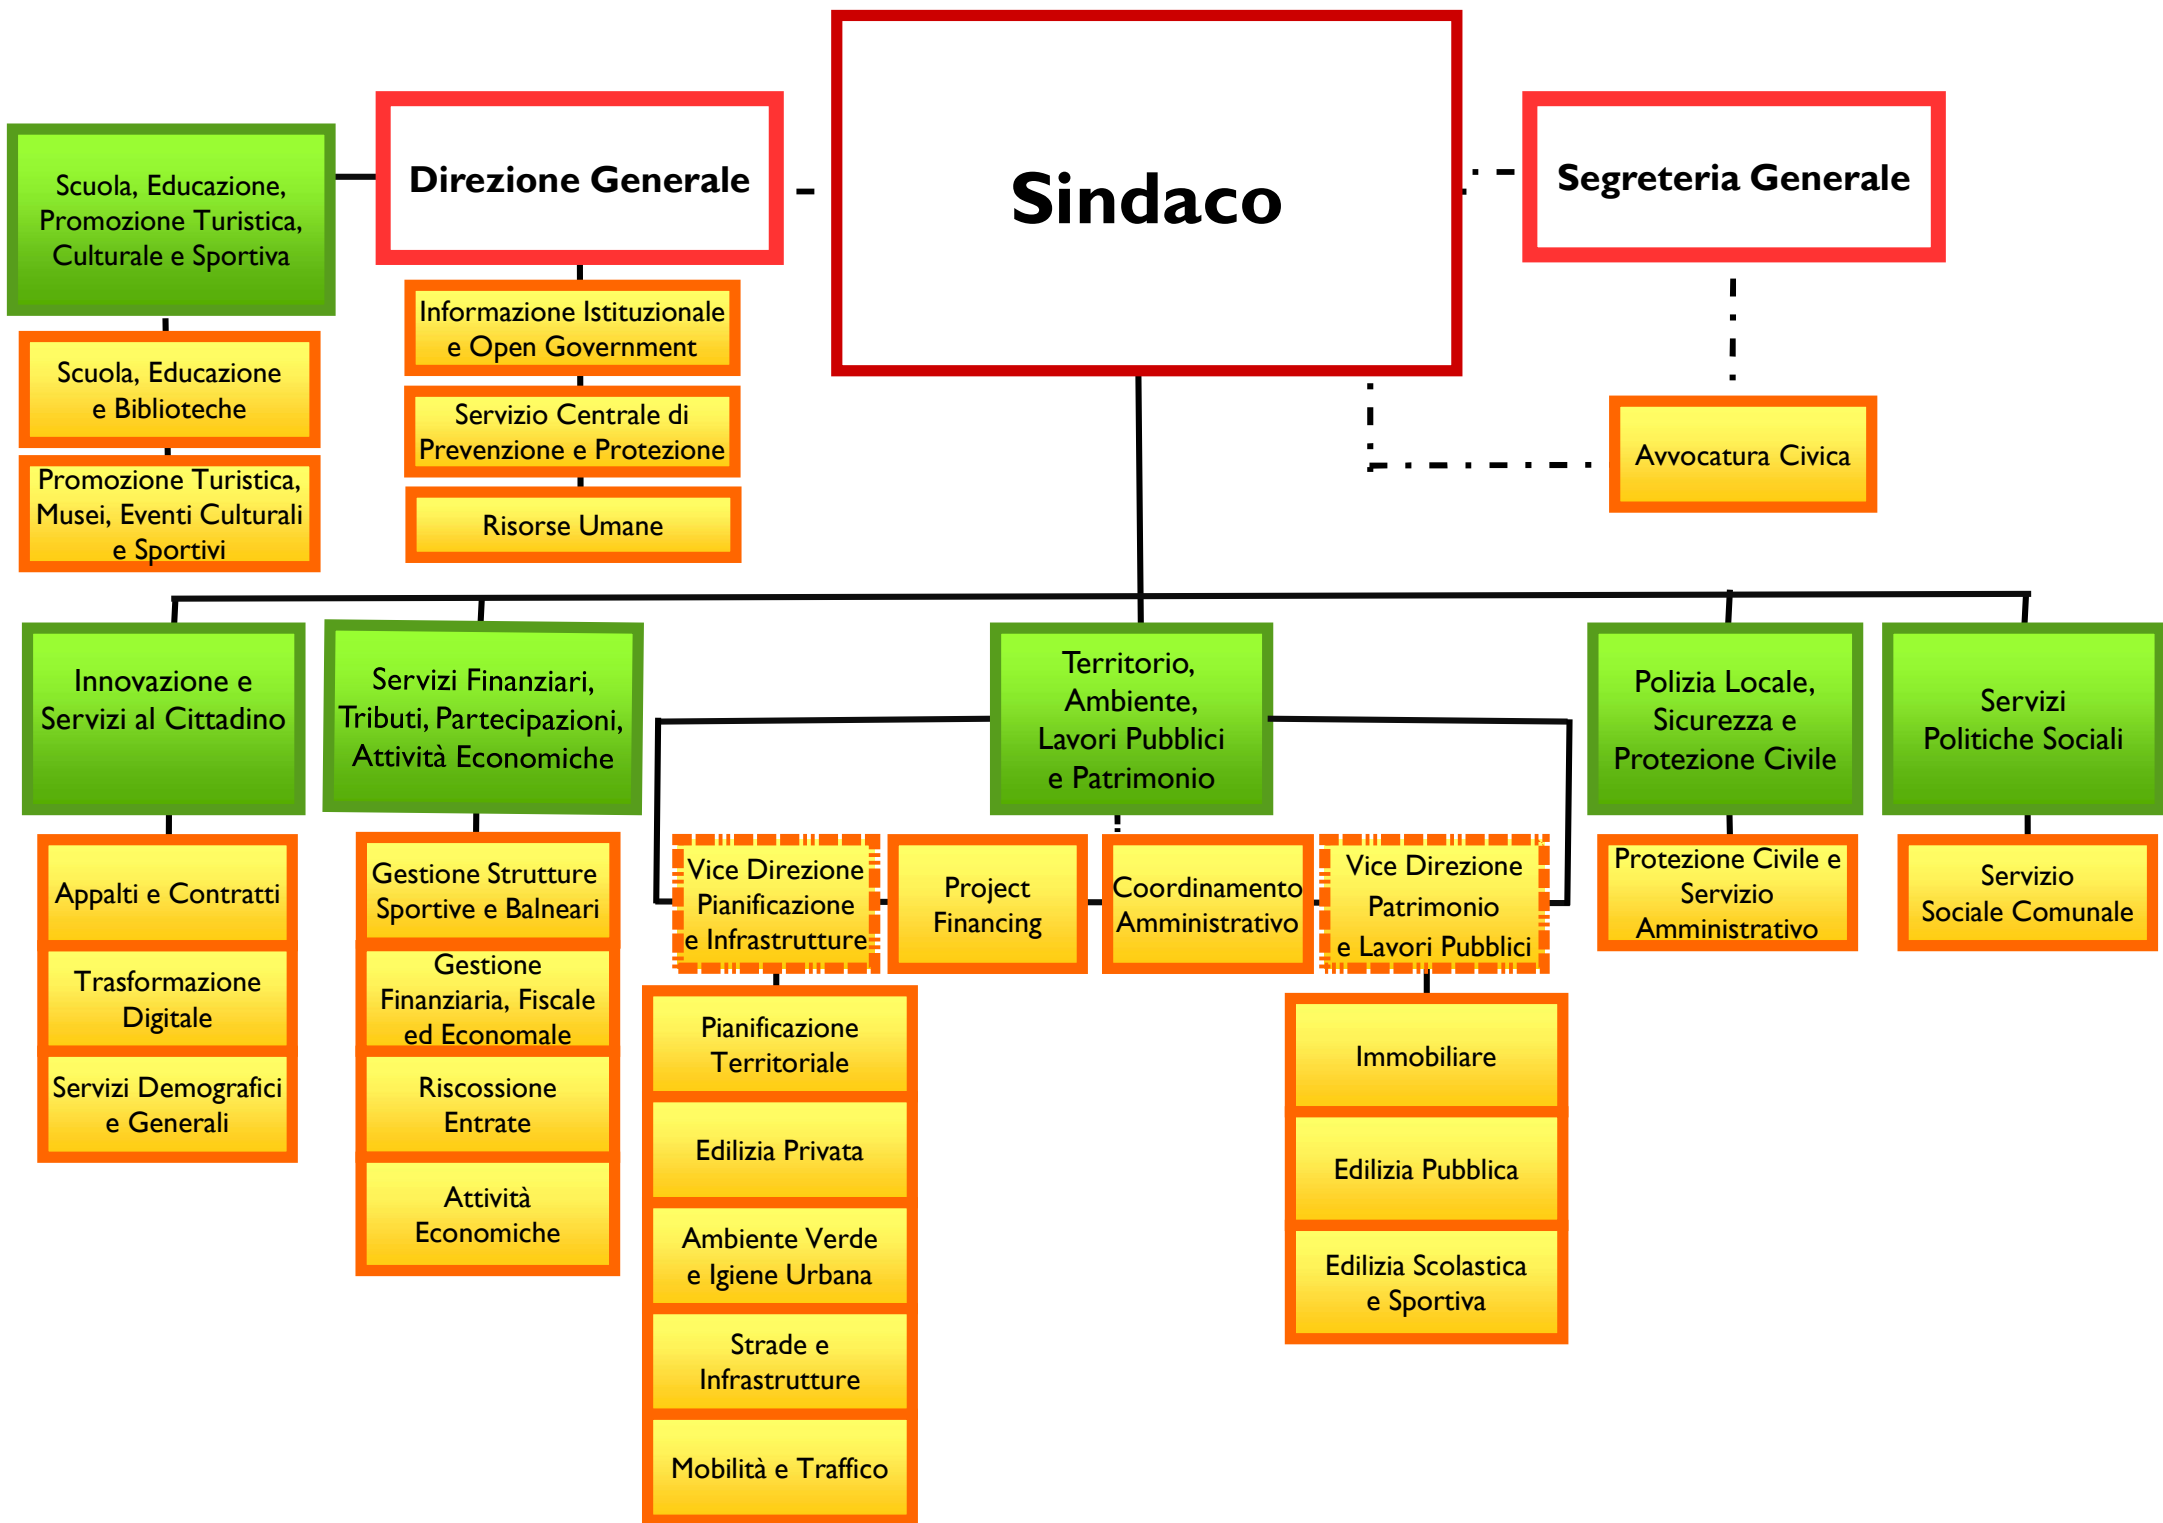 Sindaco
Direzione Generale
Segreteria Generale
Scuola, Educazione,
Promozione Turistica,
Culturale e Sportiva
Scuola, Educazione
e Biblioteche
Promozione Turistica,
Musei, Eventi Culturali
e Sportivi
Informazione Istituzionale
e Open Government
Servizio Centrale di
Prevenzione e Protezione
Risorse Umane
Avvocatura Civica
Innovazione e
Servizi al Cittadino
Appalti e Contratti
Trasformazione
Digitale
Servizi Demografici
e Generali
Servizi Finanziari,
Tributi, Partecipazioni,
Attività Economiche
Gestione Strutture
Sportive e Balneari
Gestione
Finanziaria, Fiscale
ed Economale
Riscossione
Entrate
Attività
Economiche
Territorio,
Ambiente,
Lavori Pubblici
e Patrimonio
Vice Direzione
Pianificazione
e Infrastrutture
Project
Financing
Coordinamento
Amministrativo
Vice Direzione
Patrimonio
e Lavori Pubblici
Pianificazione
Territoriale
Edilizia Privata
Ambiente Verde
e Igiene Urbana
Strade e
Infrastrutture
Mobilità e Traffico
Immobiliare
Edilizia Pubblica
Edilizia Scolastica
e Sportiva
Polizia Locale,
Sicurezza e
Protezione Civile
Protezione Civile e
Servizio
Amministrativo
Servizi
Politiche Sociali
Servizio
Sociale Comunale